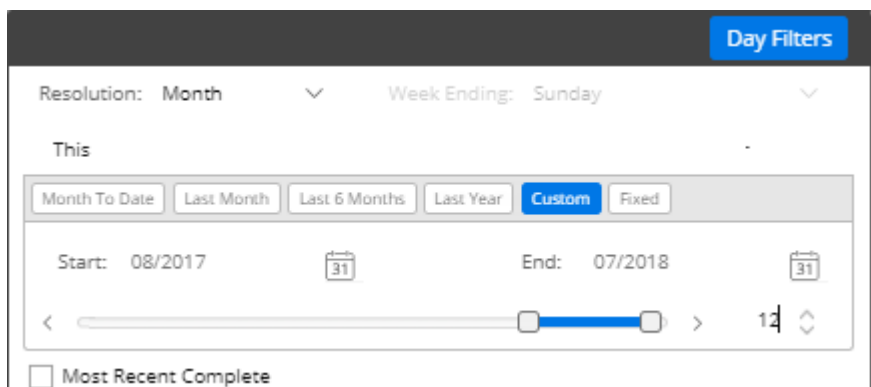 Day Filters
Resolution: Month Week Ending: Sunday
This -
Month To Date Last Month Last 6 Months Last Year Custom Fixed
Start: 08/2017 31 End: 07/2018 31
< > 12
Most Recent Complete